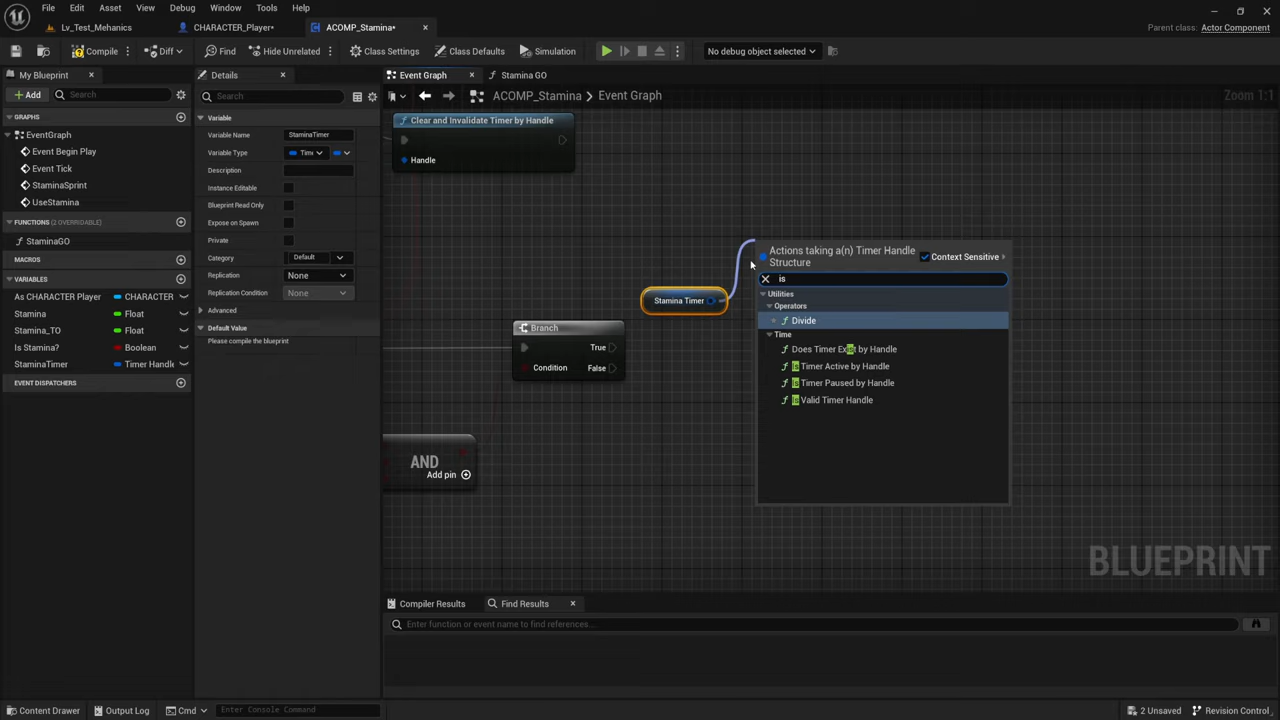 File Edit Asset View Debug Window Tools Help
Lv_Test_Mehanics
CHARACTER_Player•
ACOMP_Stamina•
Parent class: Actor Component
Compile
Diff
Find
Hide Unrelated
Class Settings
Class Defaults
Simulation
No debug object selected
My Blueprint
Details
Event Graph
Stamina GO
Add
Search
Search
ACOMP_Stamina > Event Graph
Zoom 1:1
GRAPHS
EventGraph
Event Begin Play
Event Tick
StaminaSprint
UseStamina
FUNCTIONS (2 OVERRIDABLE)
StaminaGO
MACROS
VARIABLES
As CHARACTER Player CHARACTER
Stamina Float
Stamina_TO Float
Is Stamina? Boolean
StaminaTimer Timer Handle
EVENT DISPATCHERS
Variable
Variable Name StaminaTimer
Variable Type
Description
Instance Editable
Blueprint Read Only
Expose on Spawn
Private
Category Default
Replication None
Replication Condition None
Advanced
Default Value
Please compile the blueprint
f Clear and Invalidate Timer by Handle
Handle
Stamina Timer
Branch
True
Condition False
AND
Add pin
Actions taking a(n) Timer Handle
Structure
Context Sensitive
is
Utilities
Operators
f Divide
Time
f Does Timer Exist by Handle
f Is Timer Active by Handle
f Is Timer Paused by Handle
f Is Valid Timer Handle
BLUEPRINT
Compiler Results
Find Results
Enter function or event name to find references...
Content Drawer
Output Log
Cmd
Enter Console Command
2 Unsaved
Revision Control